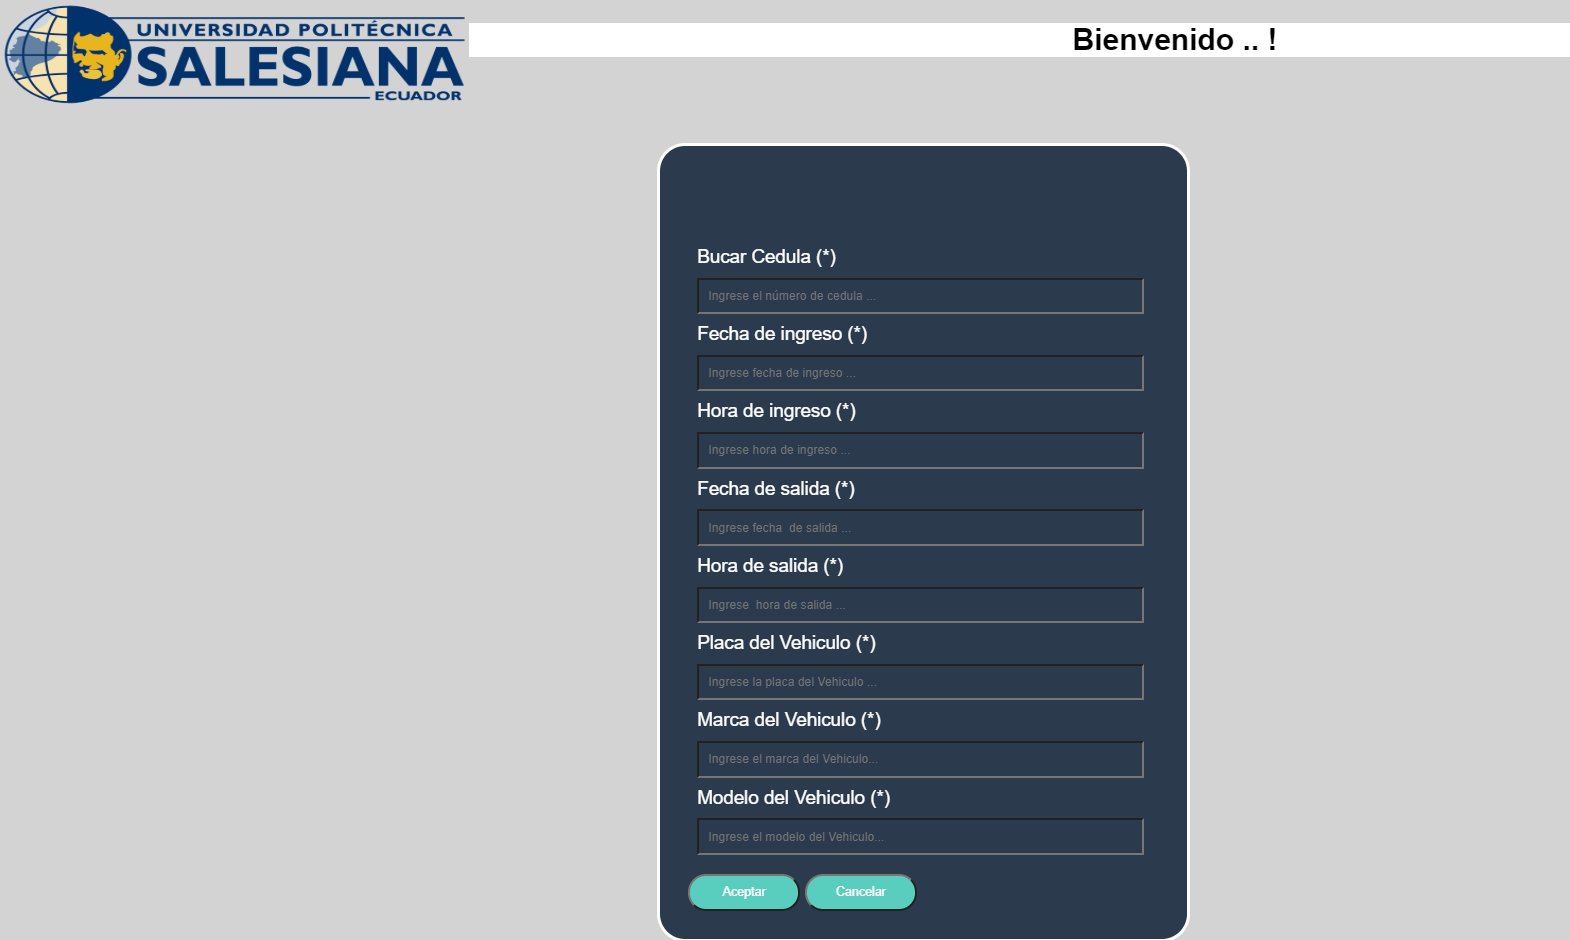 UNIVERSIDAD POLITÉCNICA
SALESIANA
ECUADOR
Bienvenido .. !
Bucar Cedula (*)
Ingrese el número de cedula ...
Fecha de ingreso (*)
Ingrese fecha de ingreso ...
Hora de ingreso (*)
Ingrese hora de ingreso ...
Fecha de salida (*)
Ingrese fecha  de salida ...
Hora de salida (*)
Ingrese  hora de salida ...
Placa del Vehiculo (*)
Ingrese la placa del Vehiculo ...
Marca del Vehiculo (*)
Ingrese el marca del Vehiculo...
Modelo del Vehiculo (*)
Ingrese el modelo del Vehiculo...
Aceptar Cancelar